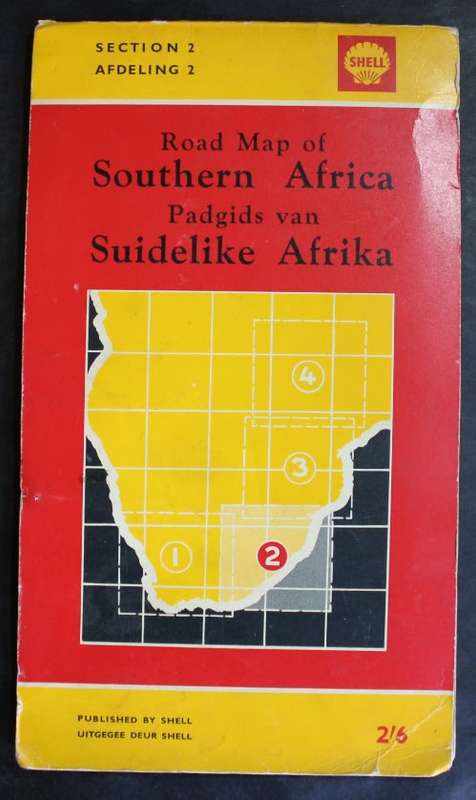 SECTION 2
AFDELING 2
SHELL
Road Map of
Southern Africa
Padgids van
Suidelike Afrika
4
3
1
2
PUBLISHED BY SHELL
UITGEGEE DEUR SHELL
2/6